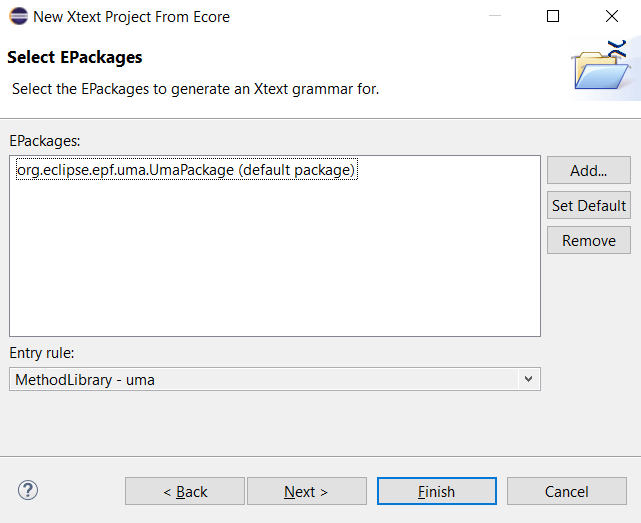 New Xtext Project From Ecore
Select EPackages
Select the EPackages to generate an Xtext grammar for.
EPackages:
org.eclipse.epf.uma.UmaPackage (default package)
Add...
Set Default
Remove
Entry rule:
MethodLibrary - uma
?
< Back
Next >
Finish
Cancel